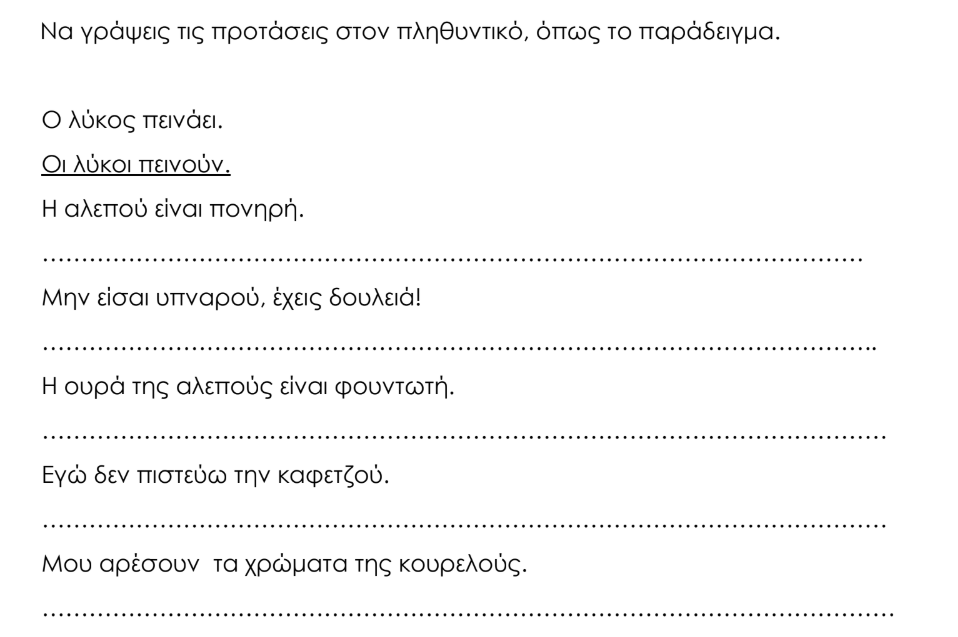 Να γράψεις τις προτάσεις στον πληθυντικό, όπως το παράδειγμα.
Ο λύκος πεινάει.
Οι λύκοι πεινούν.
Η αλεπού είναι πονηρή.
……………………………………………………………………………………………
Μην είσαι υπναρού, έχεις δουλειά!
……………………………………………………………………………………………..
Η ουρά της αλεπούς είναι φουντωτή.
………………………………………………………………………………………………
Εγώ δεν πιστεύω την καφετζού.
………………………………………………………………………………………………
Μου αρέσουν τα χρώματα της κουρελούς.
……………………………………………………………………………………………….